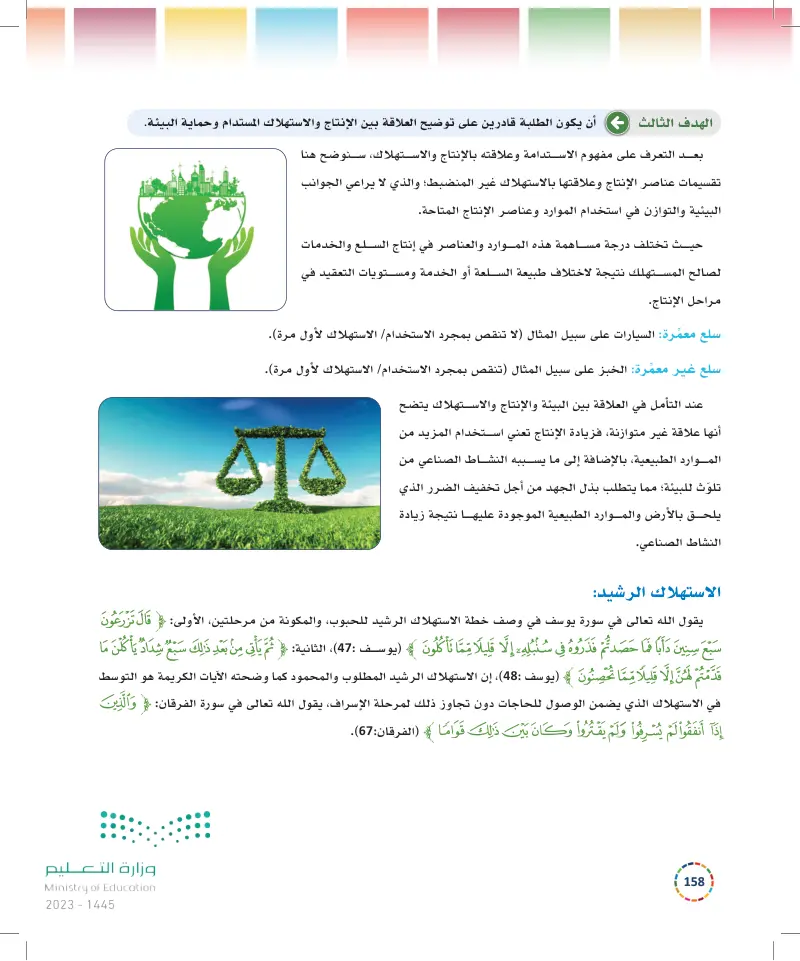 الهدف الثالث أن يكون الطلبة قادرين على توضيح العلاقة بين الإنتاج والاستهلاك المستدام وحماية البيئة.
بعد التعرف على مفهوم الاستدامة وعلاقته بالإنتاج والاستهلاك، سنوضح هنا
تقسيمات عناصر الإنتاج وعلاقتها بالاستهلاك غير المنضبط؛ والذي لا يراعي الجوانب
البيئية والتوازن في استخدام الموارد وعناصر الإنتاج المتاحة.
حيث تختلف درجة مساهمة هذه الموارد والعناصر في إنتاج السلع والخدمات
لصالح المستهلك نتيجة لاختلاف طبيعة السلعة أو الخدمة ومستويات التعقيد في
مراحل الإنتاج.
سلع معمّرة: السيارات على سبيل المثال (لا تنقص بمجرد الاستخدام/ الاستهلاك لأول مرة).
سلع غير معمّرة: الخبز على سبيل المثال (تنقص بمجرد الاستخدام/ الاستهلاك لأول مرة).
عند التأمل في العلاقة بين البيئة والإنتاج والاستهلاك يتضح
أنها علاقة غير متوازنة، فزيادة الإنتاج تعني استخدام المزيد من
الموارد الطبيعية، بالإضافة إلى ما يسببه النشاط الصناعي من
تلوّث للبيئة؛ مما يتطلب بذل الجهد من أجل تخفيف الضرر الذي
يلحق بالأرض والموارد الطبيعية الموجودة عليها نتيجة زيادة
النشاط الصناعي.
الاستهلاك الرشيد:
يقول الله تعالى في سورة يوسف في وصف خطة الاستهلاك الرشيد للحبوب، والمكونة من مرحلتين، الأولى: ﴿ قَالَ تَزْرَعُونَ
سَبْعَ سِنِينَ دَأَبًا فَمَا حَصَدتُّمْ فَذَرُوهُ فِي سُنۢبُلِهِۦٓ إِلَّا قَلِيلًا مِّمَّا تَأْكُلُونَ ﴾ (يوسف :47)، الثانية: ﴿ ثُمَّ يَأْتِي مِنۢ بَعْدِ ذَٰلِكَ سَبْعٌ شِدَادٌ يَأْكُلْنَ مَا
قَدَّمْتُمْ لَهُنَّ إِلَّا قَلِيلًا مِّمَّا تُحْصِنُونَ ﴾ (يوسف :48)، إن الاستهلاك الرشيد المطلوب والمحمود كما وضحته الآيات الكريمة هو التوسط
في الاستهلاك الذي يضمن الوصول للحاجات دون تجاوز ذلك لمرحلة الإسراف، يقول الله تعالى في سورة الفرقان: ﴿ وَٱلَّذِينَ
إِذَآ أَنفَقُوا۟ لَمْ يُسْرِفُوا۟ وَلَمْ يَقْتُرُوا۟ وَكَانَ بَيْنَ ذَٰلِكَ قَوَامًا ﴾ (الفرقان:67).
وزارة التعليم
Ministry of Education
2023 - 1445
158